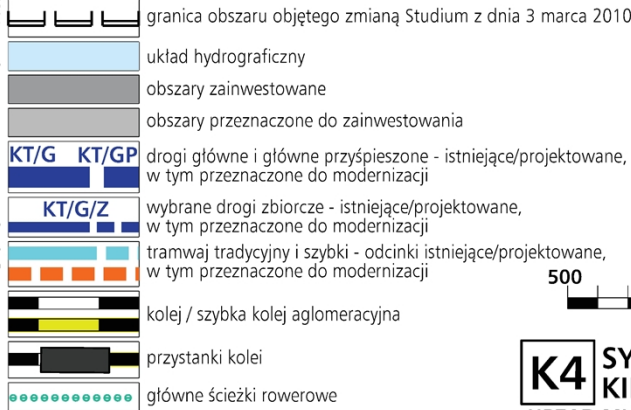 granica obszaru objętego zmianą Studium z dnia 3 marca 2010
układ hydrograficzny
obszary zainwestowane
obszary przeznaczone do zainwestowania
KT/G KT/GP drogi główne i główne przyśpieszone - istniejące/projektowane,
w tym przeznaczone do modernizacji
KT/G/Z wybrane drogi zbiorcze - istniejące/projektowane,
w tym przeznaczone do modernizacji
tramwaj tradycyjny i szybki - odcinki istniejące/projektowane,
w tym przeznaczone do modernizacji
500
kolej / szybka kolej aglomeracyjna
przystanki kolei
K4 SY
KI
główne ścieżki rowerowe